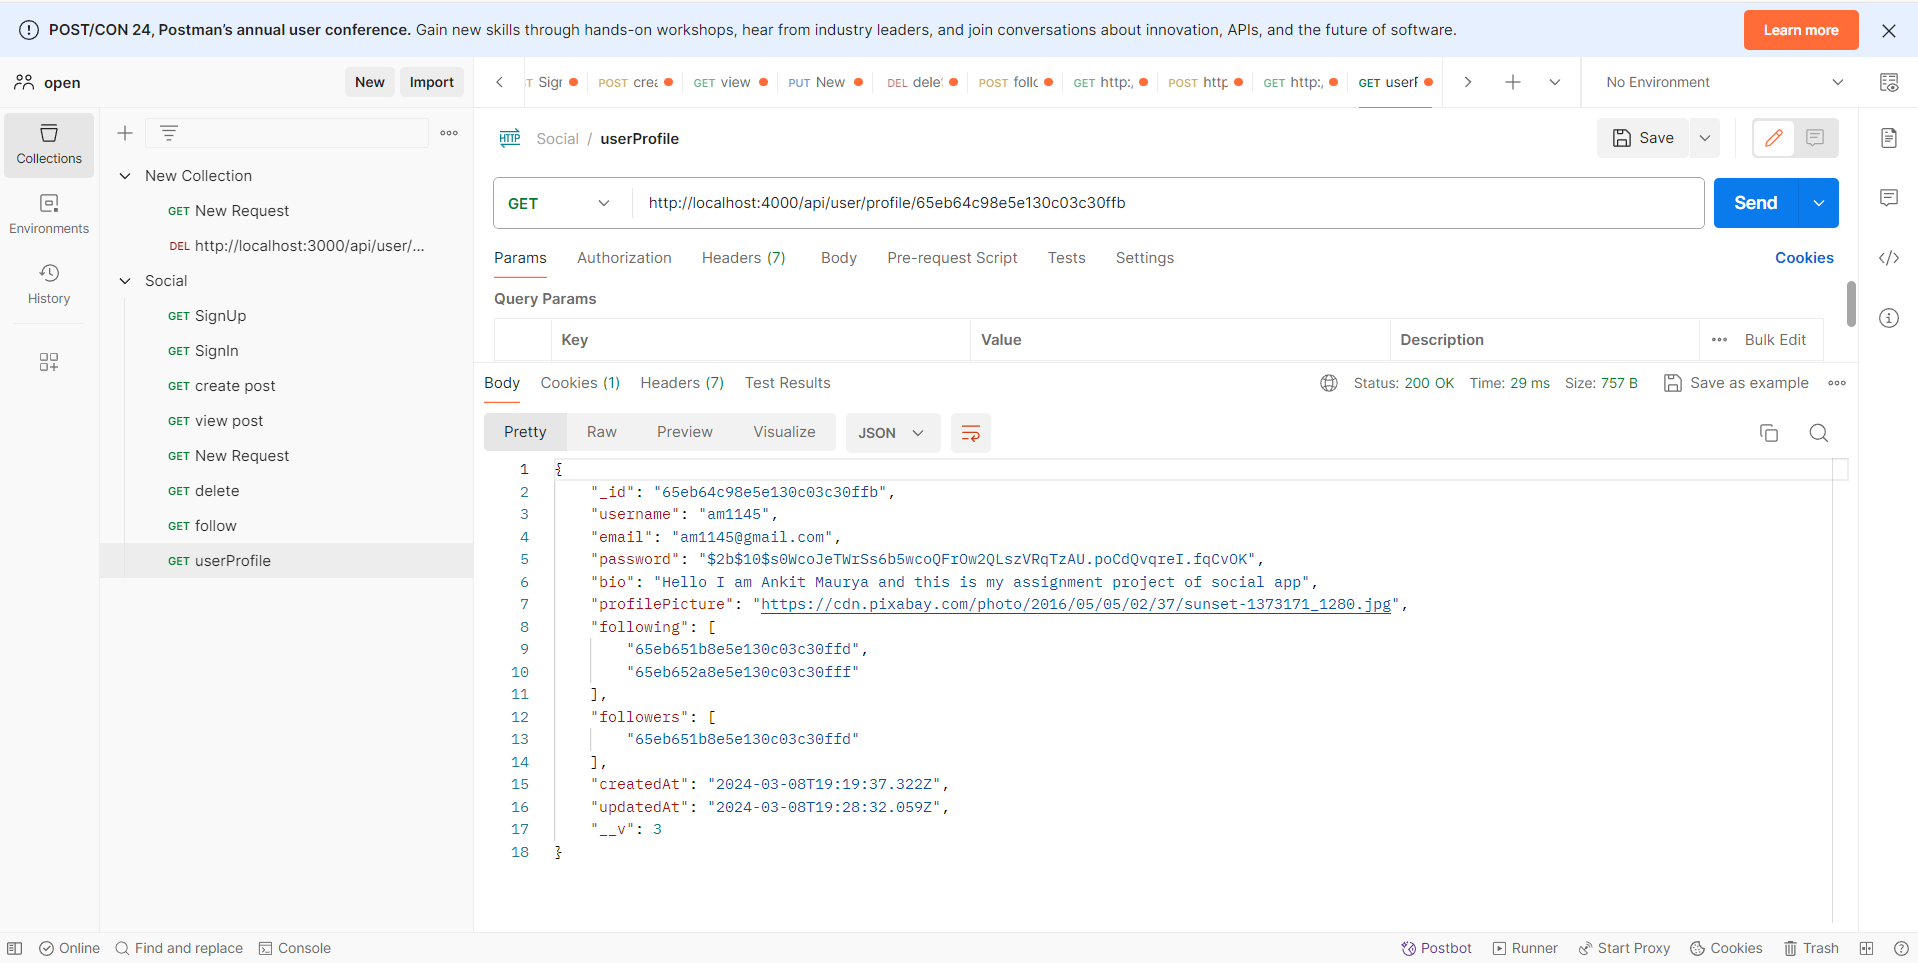 POST/CON 24, Postman's annual user conference. Gain new skills through hands-on workshops, hear from industry leaders, and join conversations about innovation, APIs, and the future of software.
Learn more
open
New
Import
Sigr
POST crea
GET view
PUT New
DEL dele
POST follo
GET http:,
POST http
GET http:,
GET userF
No Environment
Collections
Environments
History
New Collection
GET New Request
DEL http://localhost:3000/api/user/...
Social
GET SignUp
GET SignIn
GET create post
GET view post
GET New Request
GET delete
GET follow
GET userProfile
HTTP Social / userProfile
Save
GET
http://localhost:4000/api/user/profile/65eb64c98e5e130c03c30ffb
Send
Params Authorization Headers (7) Body Pre-request Script Tests Settings
Cookies
Query Params
Key Value Description Bulk Edit
Body Cookies (1) Headers (7) Test Results
Status: 200 OK Time: 29 ms Size: 757 B Save as example
Pretty Raw Preview Visualize JSON
1 {
2 "_id": "65eb64c98e5e130c03c30ffb",
3 "username": "am1145",
4 "email": "am1145@gmail.com",
5 "password": "$2b$10$s0WcoJeTWrSs6b5wcoQFrOw2QLszVRqTzAU.poCdQvqreI.fqCvOK",
6 "bio": "Hello I am Ankit Maurya and this is my assignment project of social app",
7 "profilePicture": "https://cdn.pixabay.com/photo/2016/05/05/02/37/sunset-1373171_1280.jpg",
8 "following": [
9 "65eb651b8e5e130c03c30ffd",
10 "65eb652a8e5e130c03c30fff"
11 ],
12 "followers": [
13 "65eb651b8e5e130c03c30ffd"
14 ],
15 "createdAt": "2024-03-08T19:19:37.322Z",
16 "updatedAt": "2024-03-08T19:28:32.059Z",
17 "__v": 3
18 }
Online
Find and replace
Console
Postbot
Runner
Start Proxy
Cookies
Trash